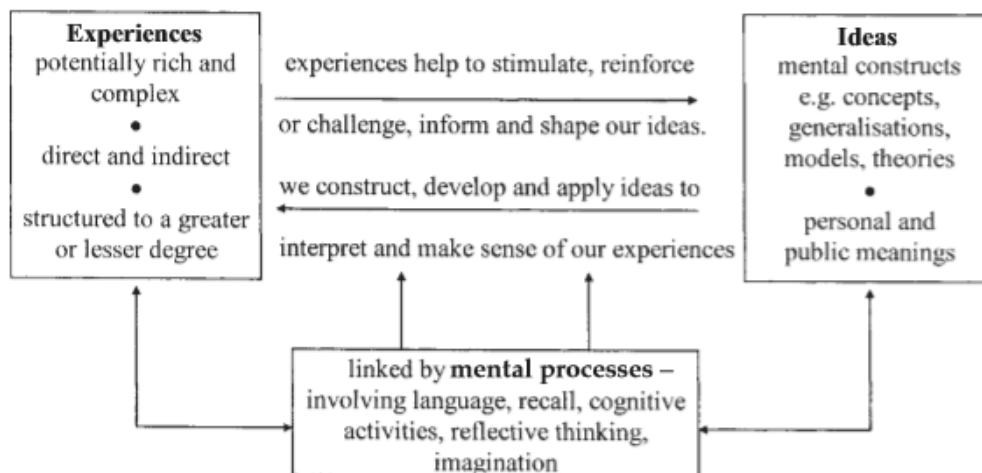 Experiences
potentially rich and
complex
•
direct and indirect
•
structured to a greater
or lesser degree
experiences help to stimulate, reinforce
or challenge, inform and shape our ideas.
we construct, develop and apply ideas to
interpret and make sense of our experiences
Ideas
mental constructs
e.g. concepts,
generalisations,
models, theories
•
personal and
public meanings
linked by mental processes –
involving language, recall, cognitive
activities, reflective thinking,
imagination